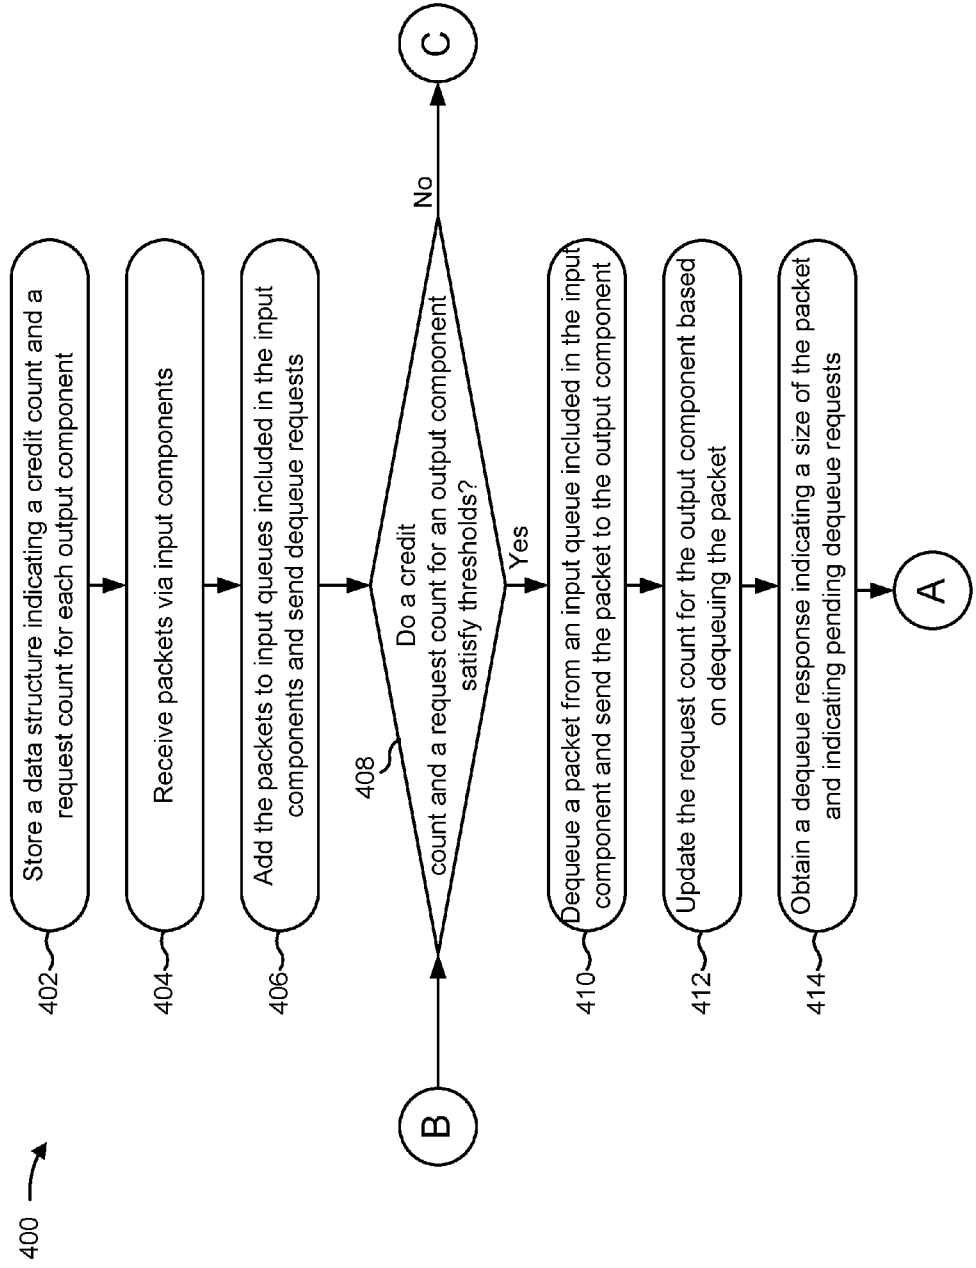 400
402
Store a data structure indicating a credit count and a
request count for each output component
404
Receive packets via input components
406
Add the packets to input queues included in the input
components and send dequeue requests
B
408
Do a credit
count and a request count for an output component
satisfy thresholds?
No
C
Yes
410
Dequeue a packet from an input queue included in the input
component and send the packet to the output component
412
Update the request count for the output component based
on dequeuing the packet
414
Obtain a dequeue response indicating a size of the packet
and indicating pending dequeue requests
A